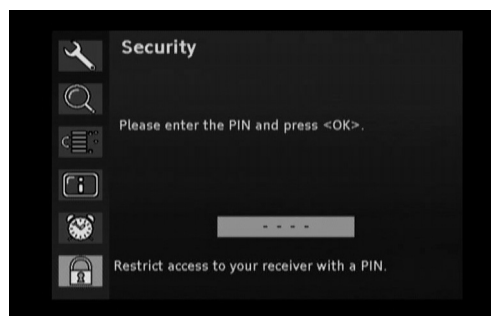 Security
Please enter the PIN and press <OK>.
- - - -
Restrict access to your receiver with a PIN.